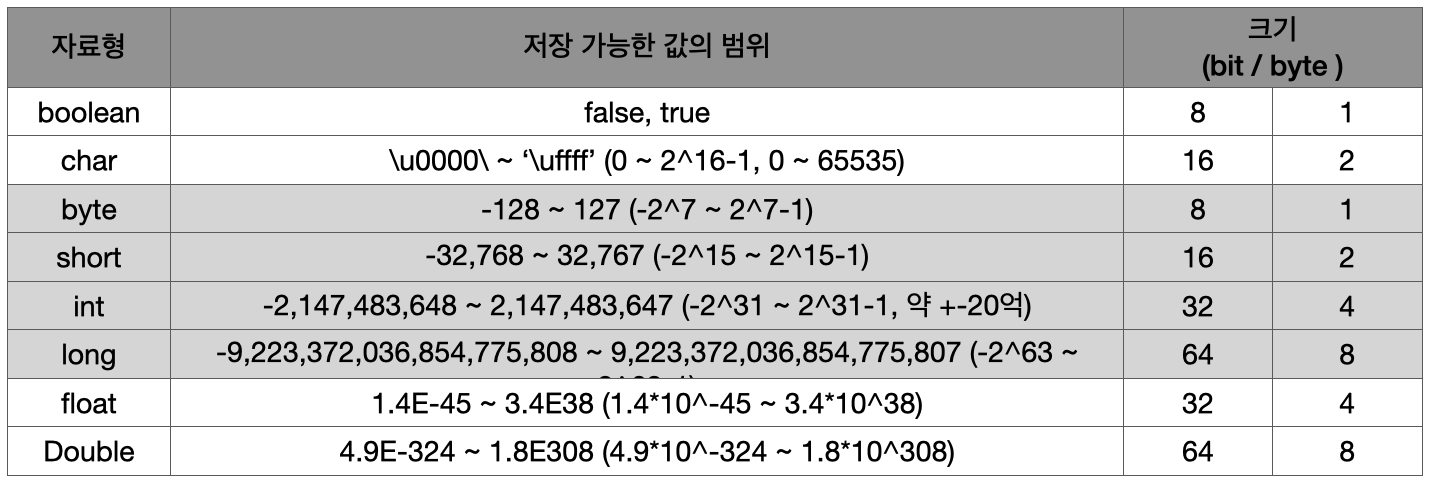 자료형 저장 가능한 값의 범위 크기
(bit / byte )
boolean false, true 8 1
char \u0000\ ~ ‘\uffff’ (0 ~ 2^16-1, 0 ~ 65535) 16 2
byte -128 ~ 127 (-2^7 ~ 2^7-1) 8 1
short -32,768 ~ 32,767 (-2^15 ~ 2^15-1) 16 2
int -2,147,483,648 ~ 2,147,483,647 (-2^31 ~ 2^31-1, 약 +-20억) 32 4
long -9,223,372,036,854,775,808 ~ 9,223,372,036,854,775,807 (-2^63 ~ 64 8
float 1.4E-45 ~ 3.4E38 (1.4*10^-45 ~ 3.4*10^38) 32 4
Double 4.9E-324 ~ 1.8E308 (4.9*10^-324 ~ 1.8*10^308) 64 8